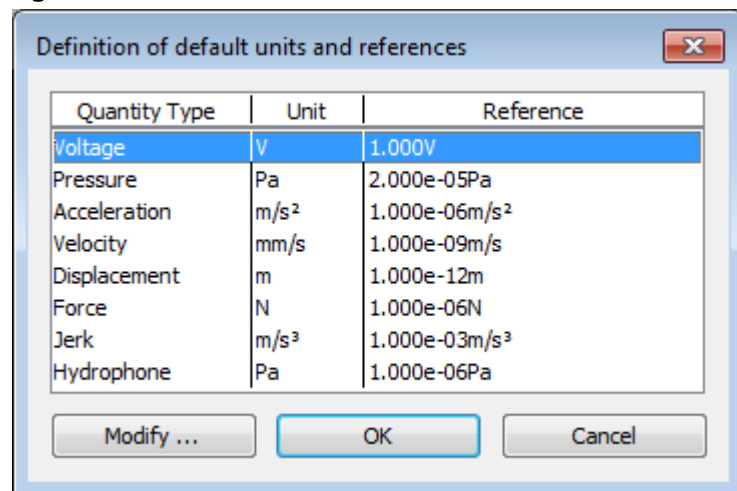 Definition of default units and references
Quantity Type Unit Reference
Voltage V 1.000V
Pressure Pa 2.000e-05Pa
Acceleration m/s² 1.000e-06m/s²
Velocity mm/s 1.000e-09m/s
Displacement m 1.000e-12m
Force N 1.000e-06N
Jerk m/s³ 1.000e-03m/s³
Hydrophone Pa 1.000e-06Pa
Modify ... OK Cancel